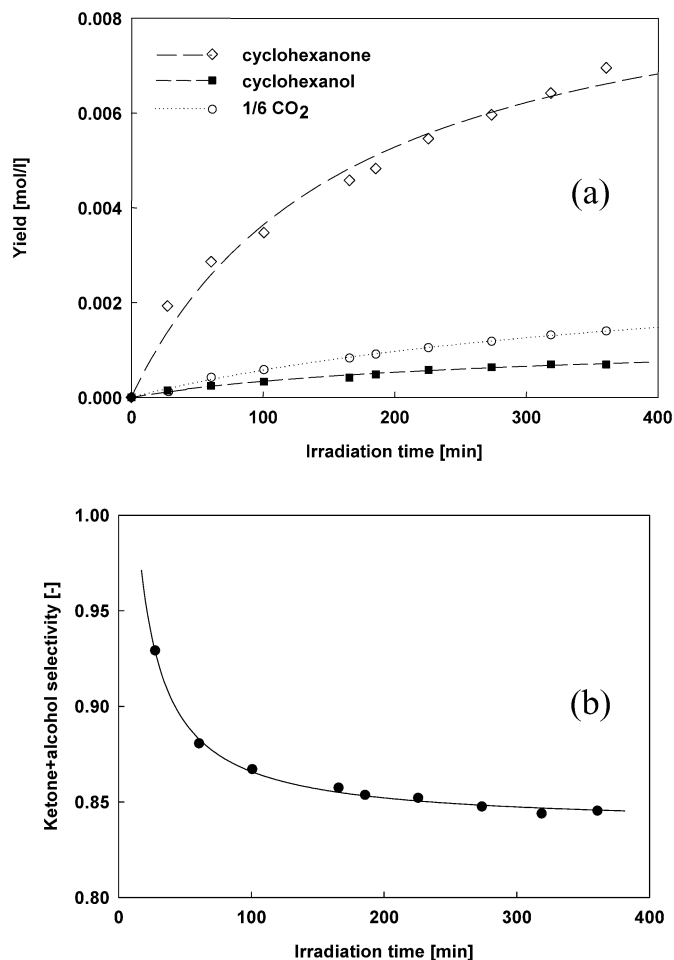 0.008
cyclohexanone
cyclohexanol
1/6 CO2
0.006
(a)
Yield [mol/l]
0.004
0.002
0.000
0 100 200 300 400
Irradiation time [min]
1.00
0.95
(b)
Ketone+alcohol selectivity [-]
0.90
0.85
0.80
0 100 200 300 400
Irradiation time [min]